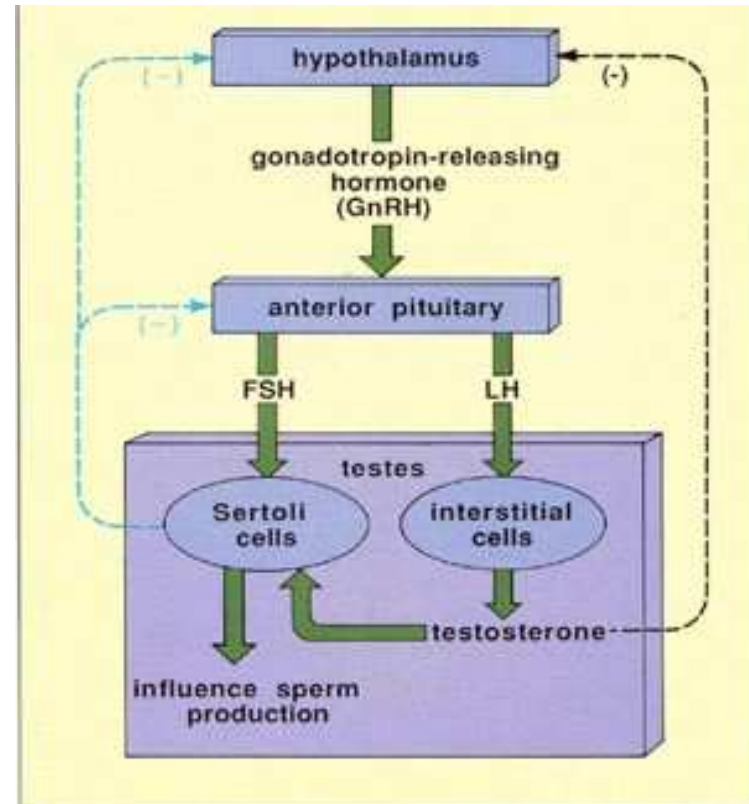 hypothalamus
(-)
(-)
gonadotropin-releasing
hormone
(GnRH)
anterior pituitary
(-)
FSH
LH
testes
Sertoli
cells
interstitial
cells
testosterone
influence sperm
production